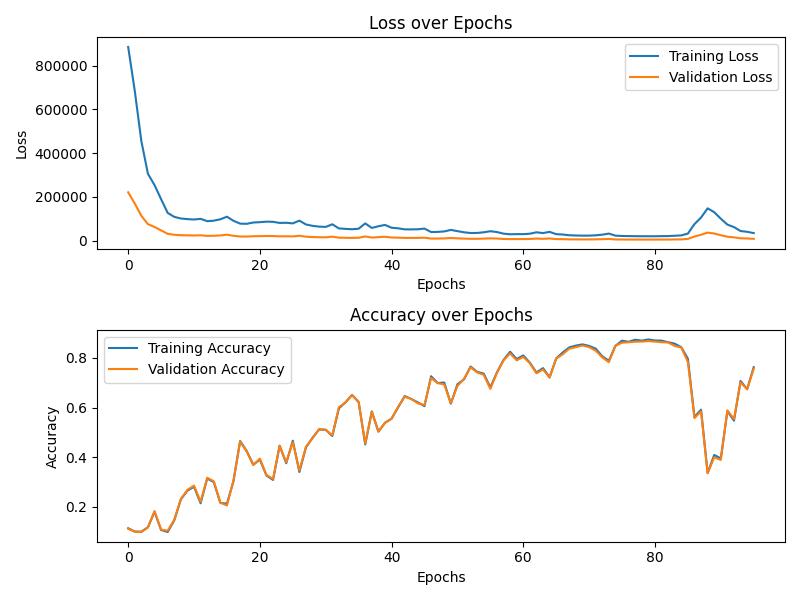 Loss over Epochs
800000
600000
400000
200000
0
Loss
Training Loss
Validation Loss
0 20 40 60 80
Epochs
Accuracy over Epochs
0.8
0.6
0.4
0.2
Accuracy
Training Accuracy
Validation Accuracy
0 20 40 60 80
Epochs